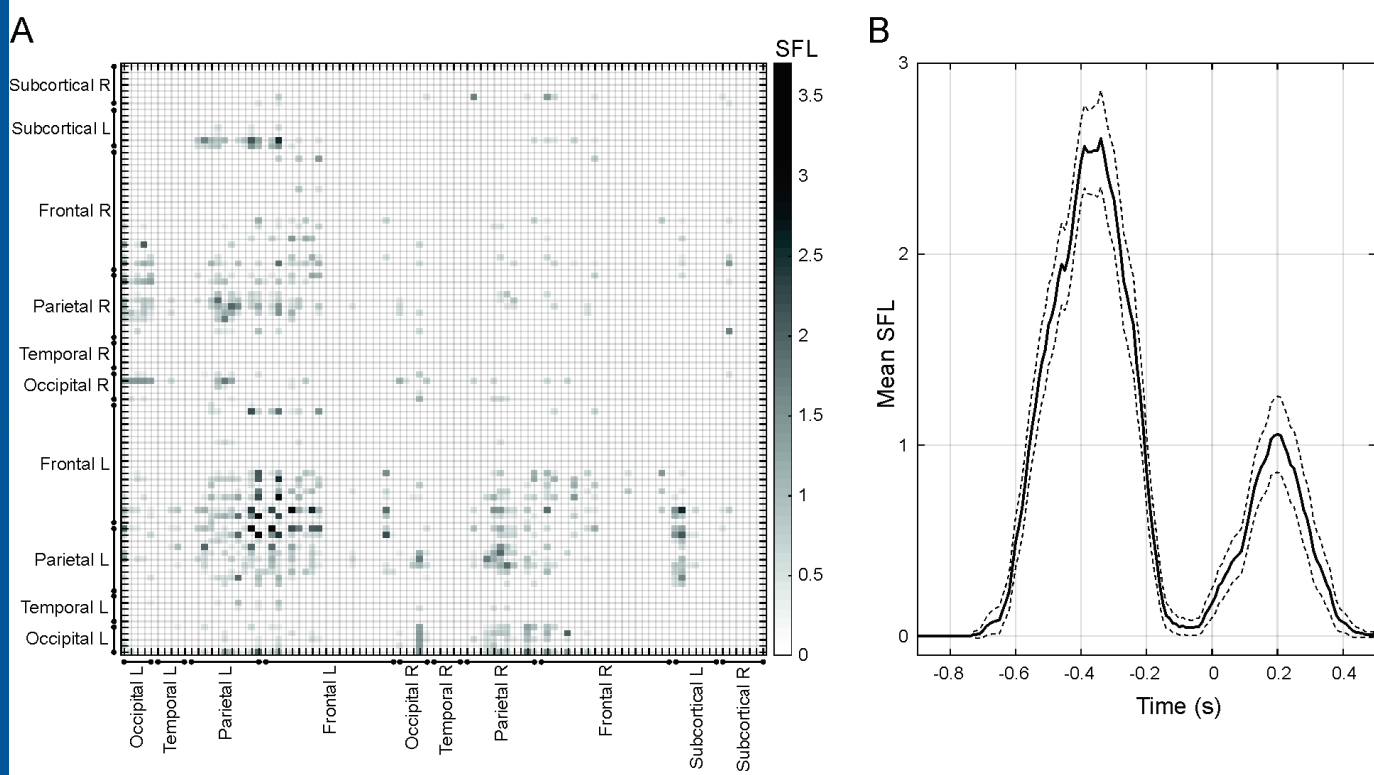 A
B
SFL
Subcortical R
Subcortical L
Frontal R
Parietal R
Temporal R
Occipital R
Frontal L
Parietal L
Temporal L
Occipital L
3.5
3
2.5
2
1.5
1
0.5
0
Occipital L
Temporal L
Parietal L
Frontal L
Occipital R
Temporal R
Parietal R
Frontal R
Subcortical L
Subcortical R
3
2
1
0
Mean SFL
-0.8 -0.6 -0.4 -0.2 0 0.2 0.4
Time (s)